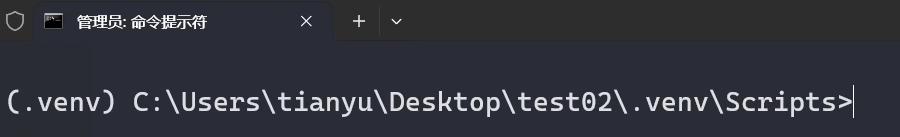 管理员: 命令提示符
(.venv) C:\Users\tianyu\Desktop\test02\.venv\Scripts>